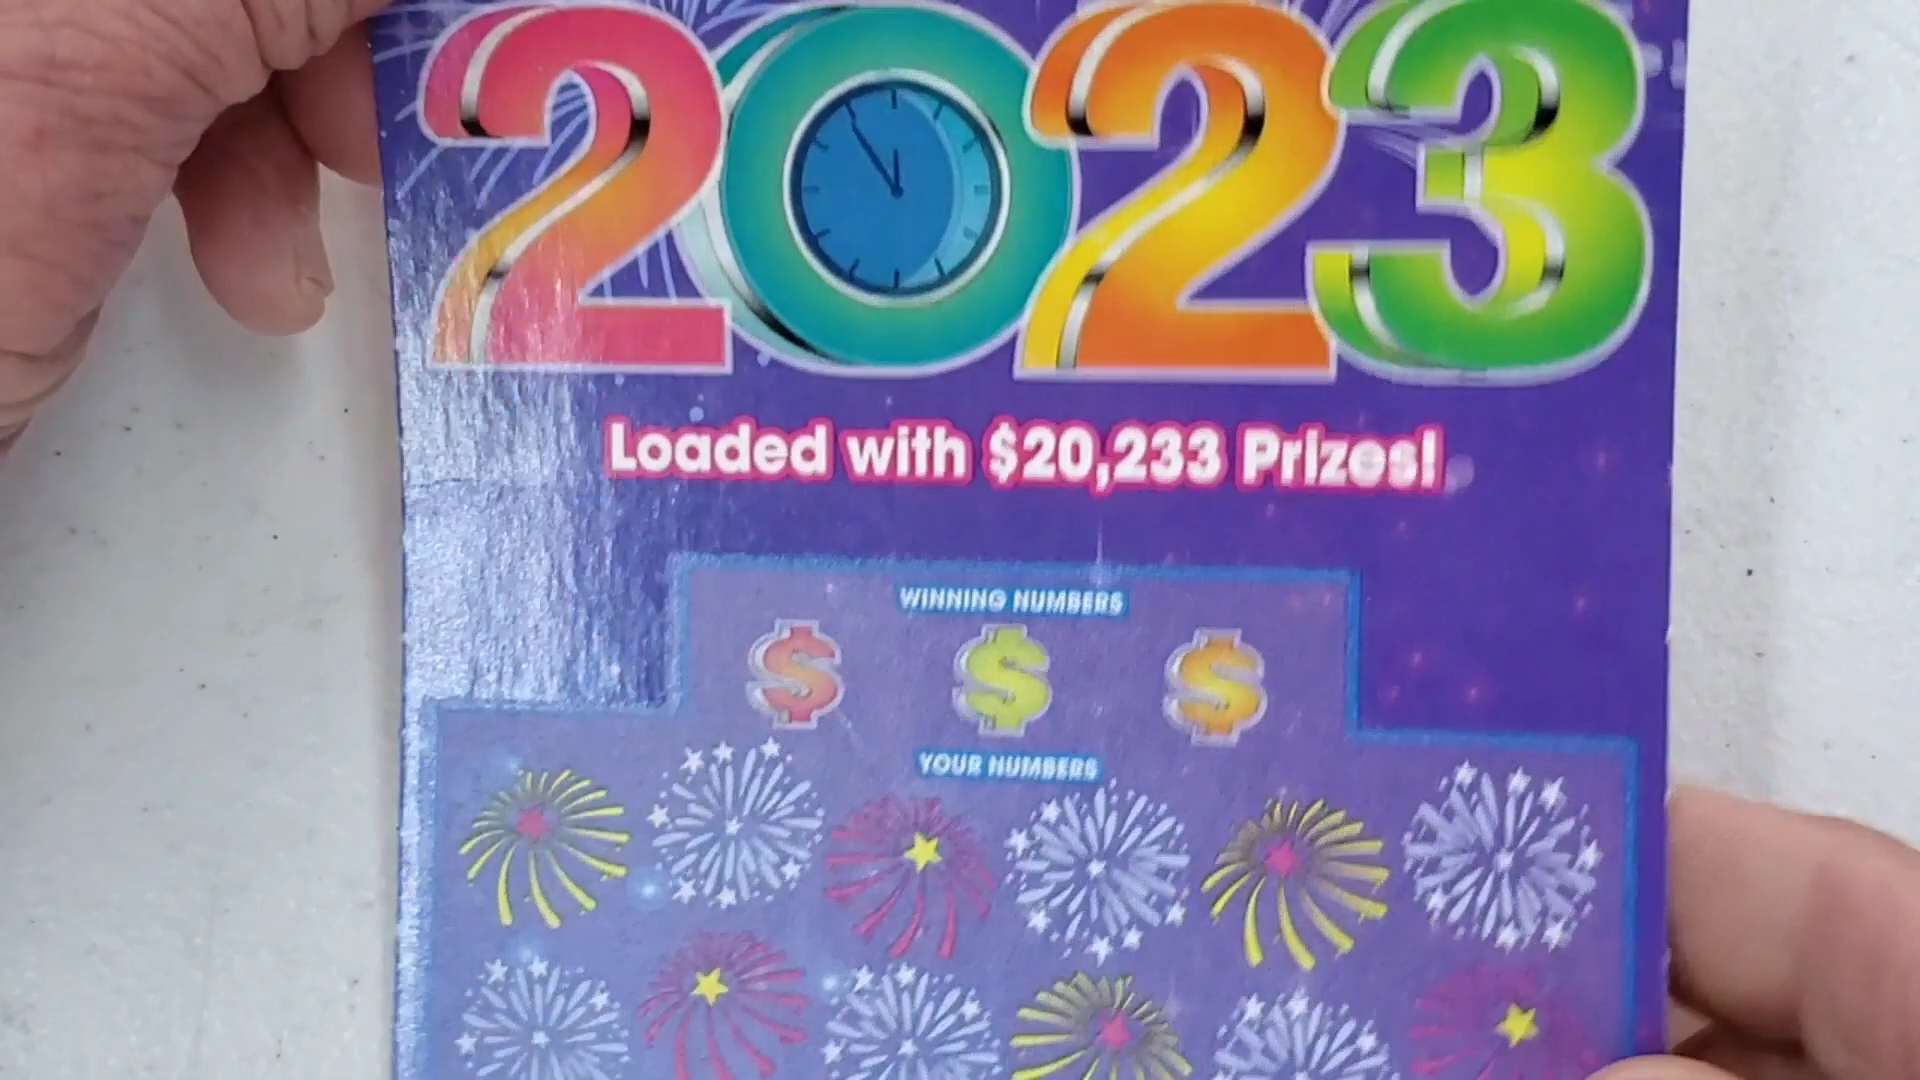 2023
Loaded with $20,233 Prizes!
WINNING NUMBERS
$ $ $
YOUR NUMBERS